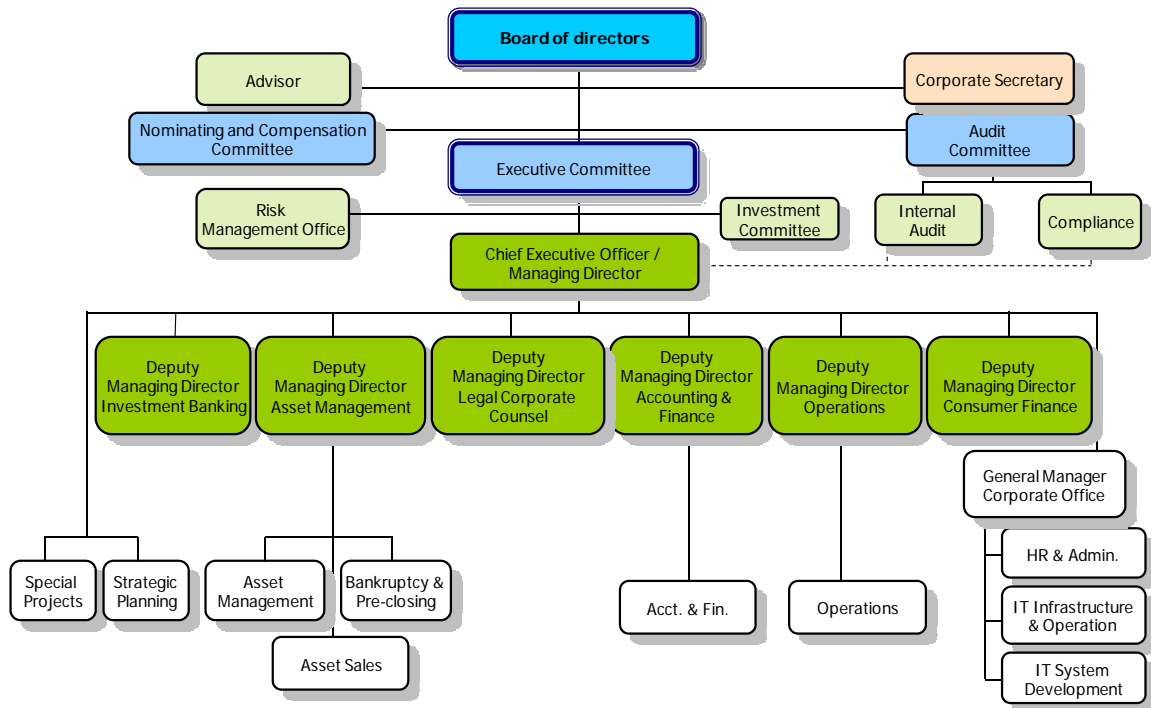 Board of directors
Advisor
Corporate Secretary
Nominating and Compensation
Committee
Audit
Committee
Executive Committee
Risk
Management Office
Investment
Committee
Internal
Audit
Compliance
Chief Executive Officer /
Managing Director
Deputy
Managing Director
Investment Banking
Deputy
Managing Director
Asset Management
Deputy
Managing Director
Legal Corporate
Counsel
Deputy
Managing Director
Accounting &
Finance
Deputy
Managing Director
Operations
Deputy
Managing Director
Consumer Finance
General Manager
Corporate Office
Special
Projects
Strategic
Planning
Asset
Management
Bankruptcy &
Pre-closing
Asset Sales
Acct. & Fin.
Operations
HR & Admin.
IT Infrastructure
& Operation
IT System
Development